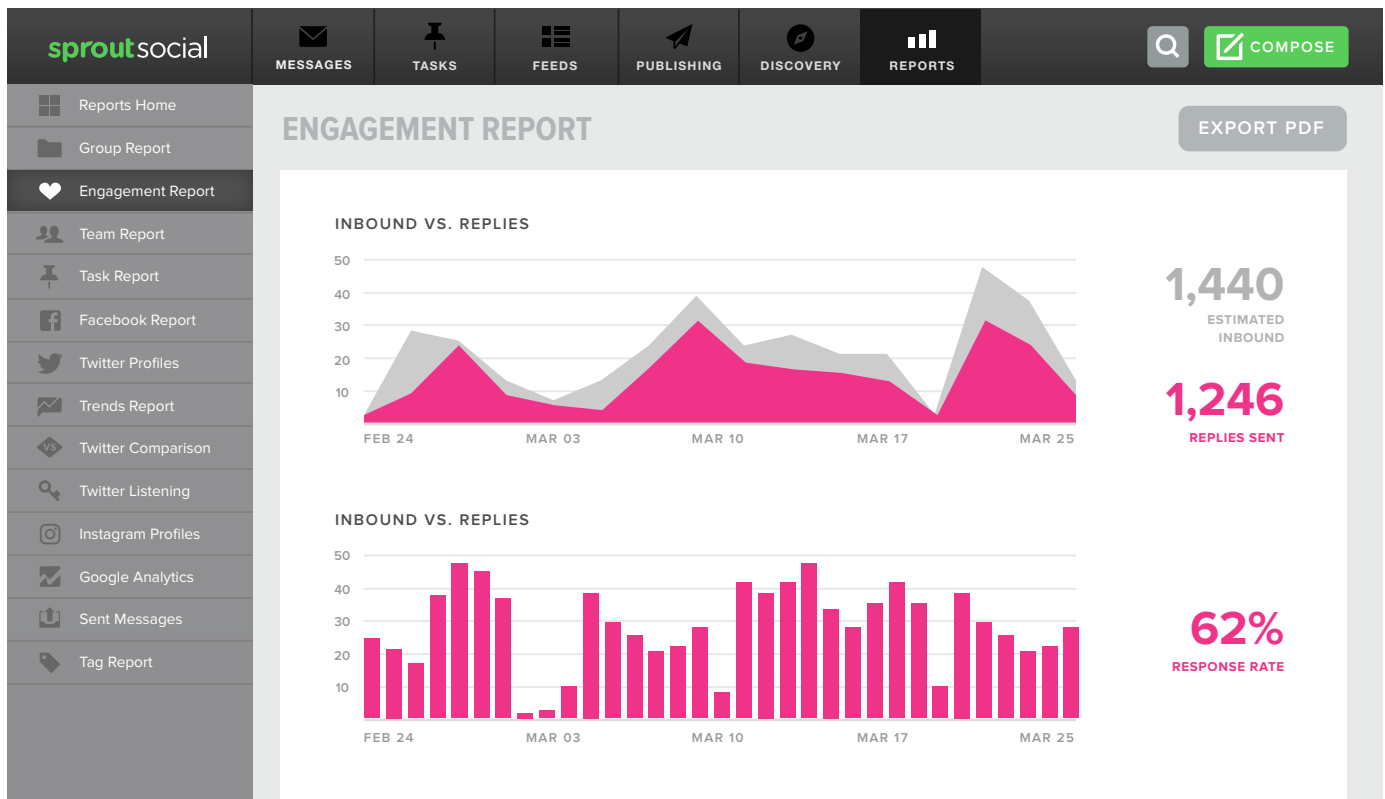 sproutsocial
MESSAGES
TASKS
FEEDS
PUBLISHING
DISCOVERY
REPORTS
COMPOSE
Reports Home
Group Report
Engagement Report
Team Report
Task Report
Facebook Report
Twitter Profiles
Trends Report
VS
Twitter Comparison
Twitter Listening
Instagram Profiles
Google Analytics
Sent Messages
Tag Report
ENGAGEMENT REPORT
EXPORT PDF
INBOUND VS. REPLIES
50
40
30
20
10
FEB 24 MAR 03 MAR 10 MAR 17 MAR 25
1,440
ESTIMATED
INBOUND
1,246
REPLIES SENT
INBOUND VS. REPLIES
50
40
30
20
10
FEB 24 MAR 03 MAR 10 MAR 17 MAR 25
62%
RESPONSE RATE